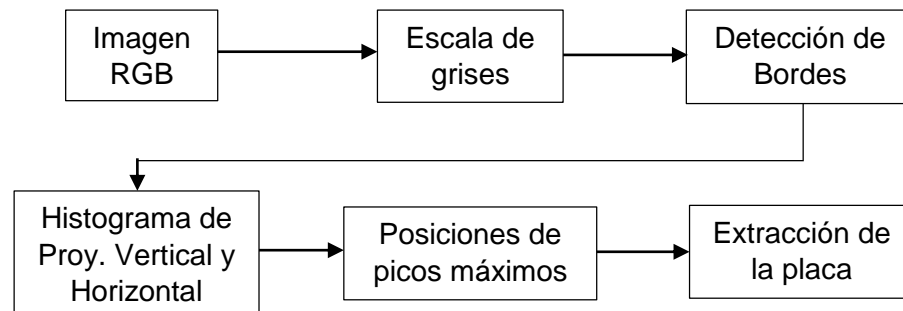 Imagen
RGB
Escala de
grises
Detección de
Bordes
Histograma de
Proy. Vertical y
Horizontal
Posiciones de
picos máximos
Extracción de
la placa